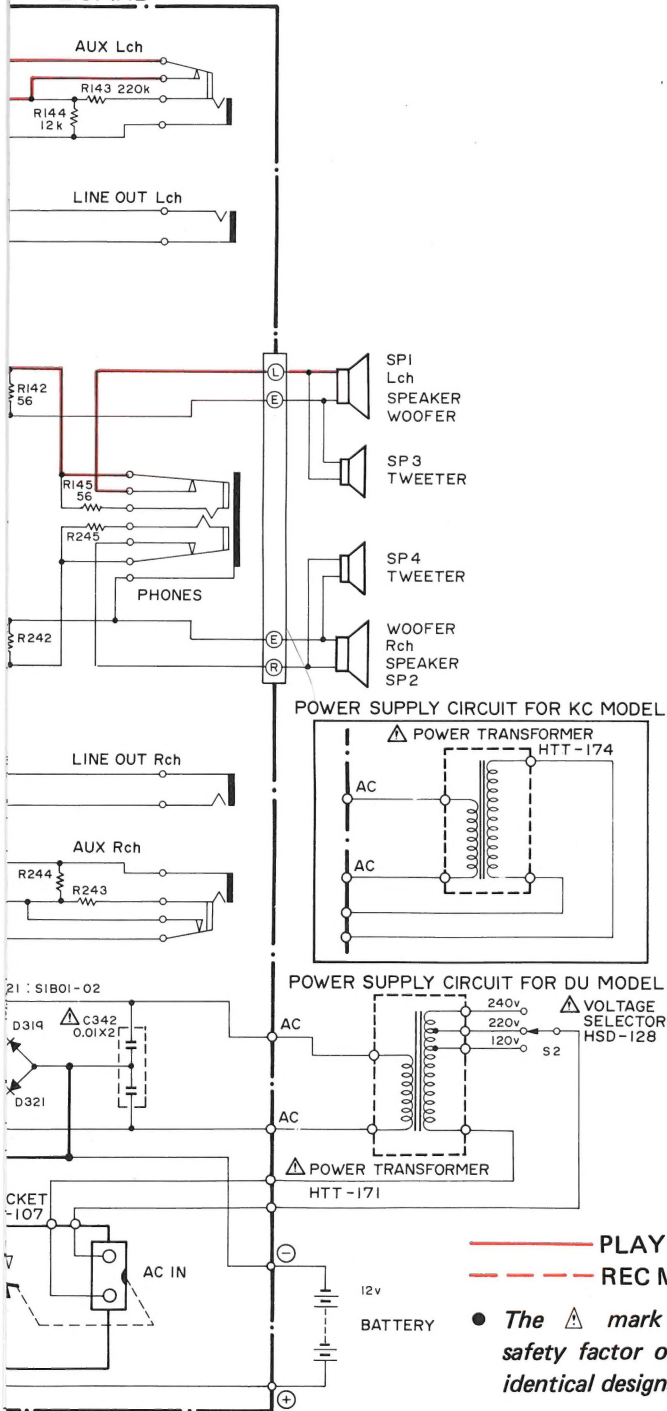 AUX Lch
R143 220k
R144
12k
LINE OUT Lch
R142
56
L
E
SP1
Lch
SPEAKER
WOOFER
SP3
TWEETER
R145
56
R245
PHONES
SP4
TWEETER
R242
E
R
WOOFER
Rch
SPEAKER
SP2
POWER SUPPLY CIRCUIT FOR KC MODEL
POWER TRANSFORMER
HTT-174
AC
AC
LINE OUT Rch
AUX Rch
R244
R243
POWER SUPPLY CIRCUIT FOR DU MODEL
21 : S1B01-02
D319
C342
0.01X2
D321
AC
AC
240v
220v
120v
S2
VOLTAGE
SELECTOR
HSD-128
POWER TRANSFORMER
HTT-171
CKET
-107
AC IN
12v
BATTERY
PLAY
REC M
● The ⚠ mark
safety factor o
identical design